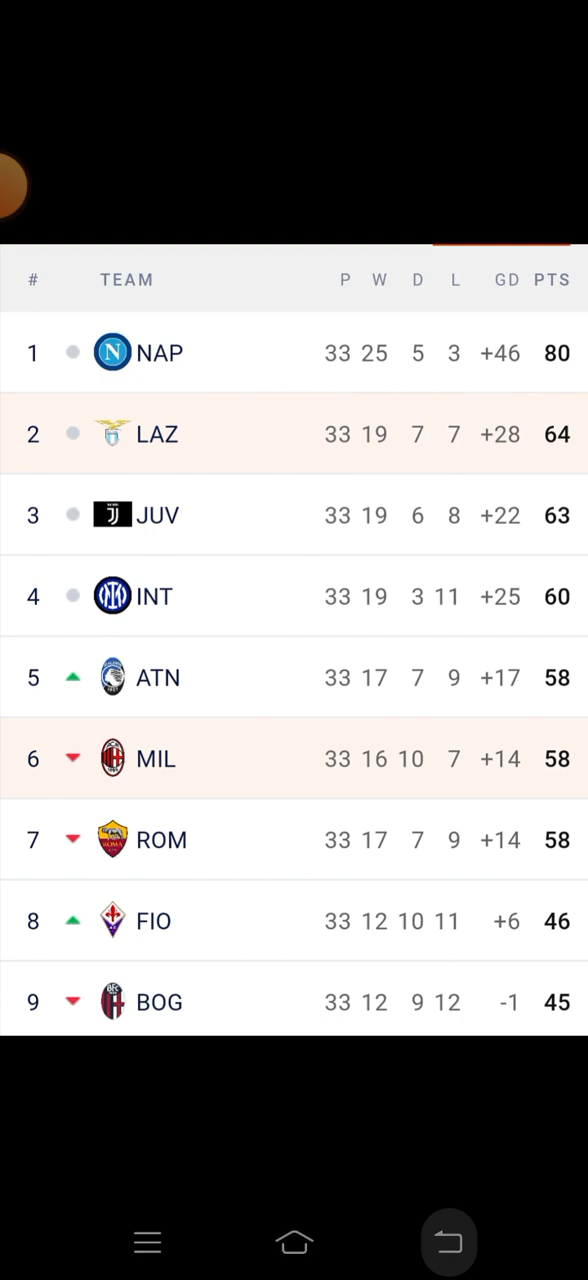 # TEAM P W D L GD PTS
1 N NAP 33 25 5 3 +46 80
2 LAZ 33 19 7 7 +28 64
3 JUV 33 19 6 8 +22 63
4 INT 33 19 3 11 +25 60
5 ATN 33 17 7 9 +17 58
6 MIL 33 16 10 7 +14 58
7 ROMA ROM 33 17 7 9 +14 58
8 FIO 33 12 10 11 +6 46
9 BFC BOG 33 12 9 12 -1 45